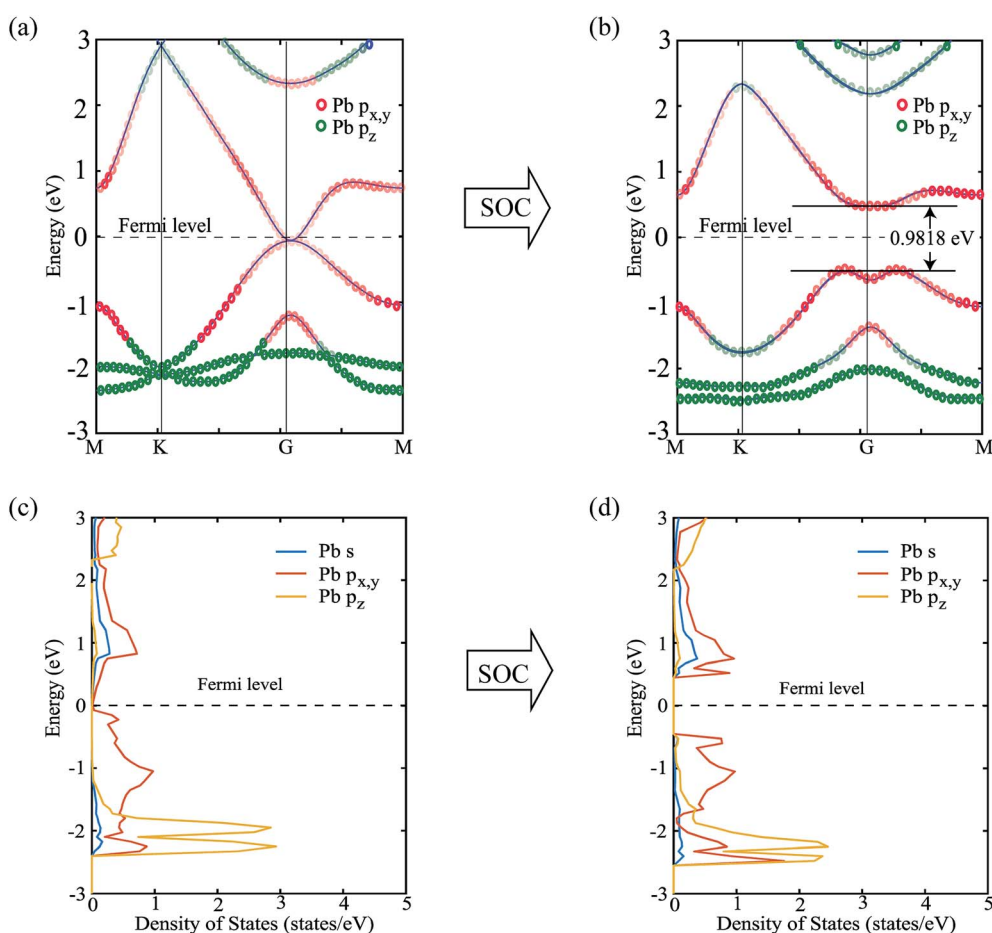 (a)
3
2
1
0
-1
-2
-3
Energy (eV)
Pb px,y
Pb pz
Fermi level
M K G M
SOC
(b)
3
2
1
0
-1
-2
-3
Energy (eV)
Pb px,y
Pb pz
Fermi level
0.9818 eV
M K G M
(c)
3
2
1
0
-1
-2
-3
Energy (eV)
Pb s
Pb px,y
Pb pz
Fermi level
0 1 2 3 4 5
Density of States (states/eV)
SOC
(d)
3
2
1
0
-1
-2
-3
Energy (eV)
Pb s
Pb px,y
Pb pz
Fermi level
0 1 2 3 4 5
Density of States (states/eV)